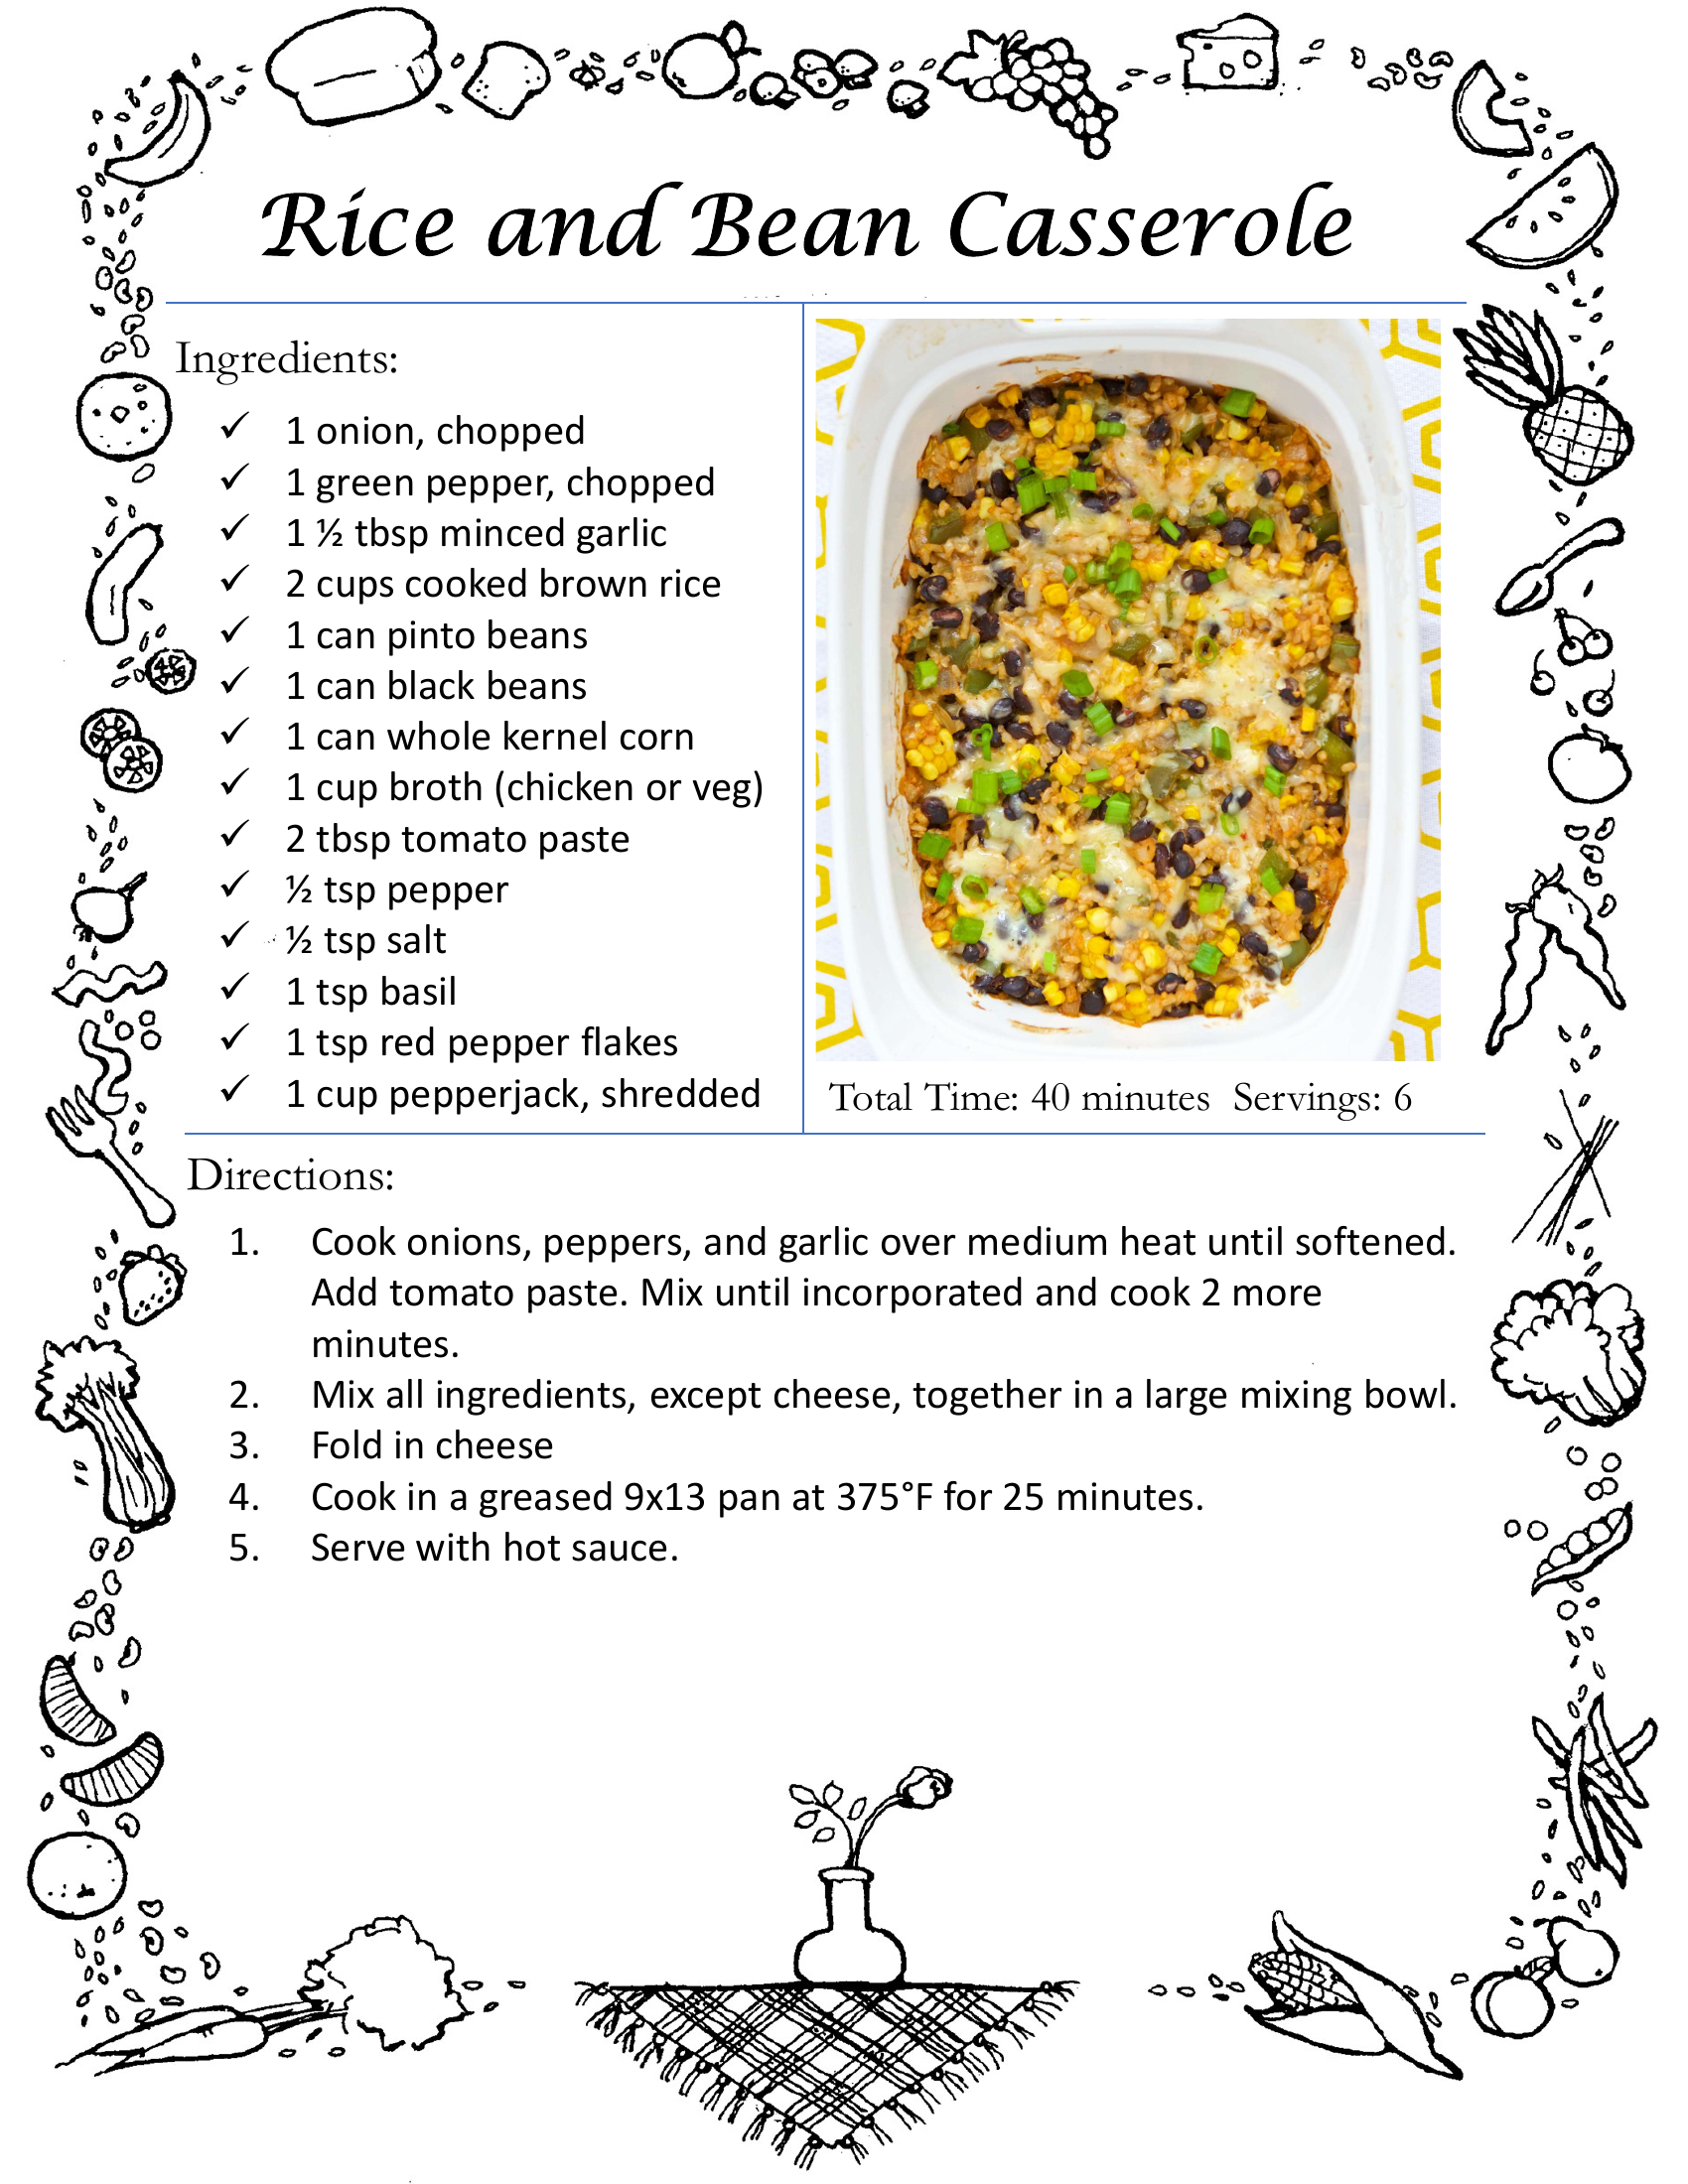 Rice and Bean Casserole
Ingredients:
✓ 1 onion, chopped
✓ 1 green pepper, chopped
✓ 1 ½ tbsp minced garlic
✓ 2 cups cooked brown rice
✓ 1 can pinto beans
✓ 1 can black beans
✓ 1 can whole kernel corn
✓ 1 cup broth (chicken or veg)
✓ 2 tbsp tomato paste
✓ ½ tsp pepper
✓ ½ tsp salt
✓ 1 tsp basil
✓ 1 tsp red pepper flakes
✓ 1 cup pepperjack, shredded
Total Time: 40 minutes Servings: 6
Directions:
1. Cook onions, peppers, and garlic over medium heat until softened.
Add tomato paste. Mix until incorporated and cook 2 more
minutes.
2. Mix all ingredients, except cheese, together in a large mixing bowl.
3. Fold in cheese
4. Cook in a greased 9x13 pan at 375°F for 25 minutes.
5. Serve with hot sauce.